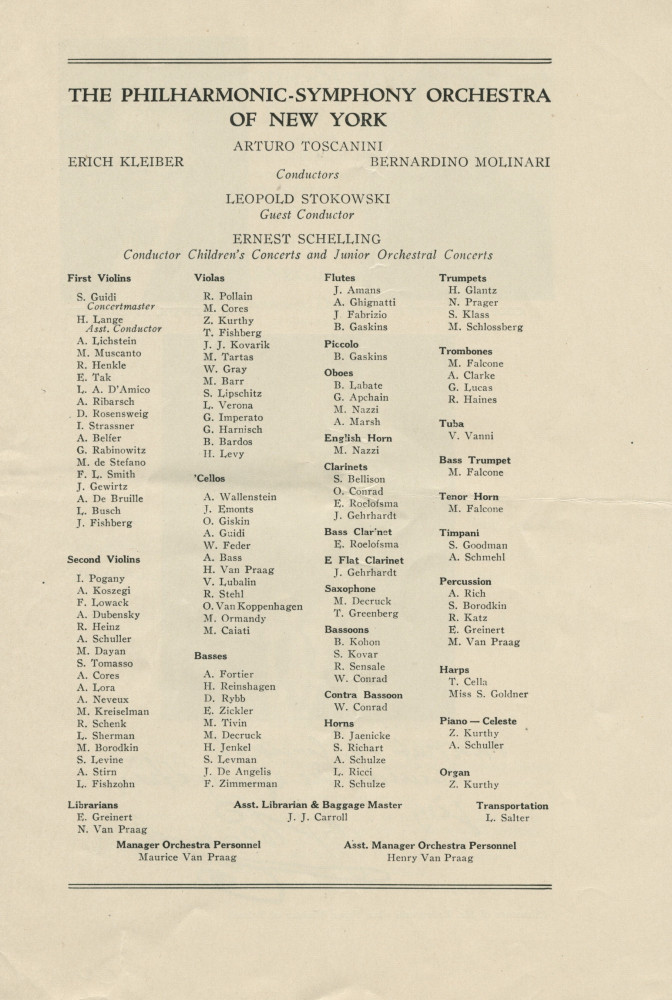 THE PHILHARMONIC-SYMPHONY ORCHESTRA
OF NEW YORK
ARTURO TOSCANINI
ERICH KLEIBER BERNARDINO MOLINARI
Conductors
LEOPOLD STOKOWSKI
Guest Conductor
ERNEST SCHELLING
Conductor Children's Concerts and Junior Orchestral Concerts
First Violins
S. Guidi
Concertmaster
H. Lange
Asst. Conductor
A. Lichstein
M. Muscanto
R. Henkle
E. Tak
L. A. D'Amico
A. Ribarsch
D. Rosensweig
I. Strassner
A. Belfer
G. Rabinowitz
M. de Stefano
F. L. Smith
J. Gewirtz
A. De Bruille
L. Busch
J. Fishberg
Second Violins
I. Pogany
A. Koszegi
F. Lowack
A. Dubensky
R. Heinz
A. Schuller
M. Dayan
S. Tomasso
A. Cores
A. Lora
A. Neveux
M. Kreiselman
R. Schenk
L. Sherman
M. Borodkin
S. Levine
A. Stirn
L. Fishzohn
Violas
R. Pollain
M. Cores
Z. Kurthy
T. Fishberg
J. J. Kovarik
M. Tartas
W. Gray
M. Barr
S. Lipschitz
L. Verona
G. Imperato
G. Harnisch
B. Bardos
H. Levy
'Cellos
A. Wallenstein
J. Emonts
O. Giskin
A. Guidi
W. Feder
A. Bass
H. Van Praag
V. Lubalin
R. Stehl
O. Van Koppenhagen
M. Ormandy
M. Caiati
Basses
A. Fortier
H. Reinshagen
D. Rybb
E. Zickler
M. Tivin
M. Decruck
H. Jenkel
S. Levman
J. De Angelis
F. Zimmerman
Flutes
J. Amans
A. Ghignatti
J Fabrizio
B. Gaskins
Piccolo
B. Gaskins
Oboes
B. Labate
G. Apchain
M. Nazzi
A. Marsh
English Horn
M. Nazzi
Clarinets
S. Bellison
O. Conrad
E. Roelofsma
J. Gehrhardt
Bass Clar'net
E. Roelofsma
E Flat Clarinet
J. Gehrhardt
Saxophone
M. Decruck
T. Greenberg
Bassoons
B. Kohon
S. Kovar
R. Sensale
W. Conrad
Contra Bassoon
W. Conrad
Horns
B. Jaenicke
S. Richart
A. Schulze
L. Ricci
R. Schulze
Trumpets
H. Glantz
N. Prager
S. Klass
M. Schlossberg
Trombones
M. Falcone
A. Clarke
G. Lucas
R. Haines
Tuba
V. Vanni
Bass Trumpet
M. Falcone
Tenor Horn
M. Falcone
Timpani
S. Goodman
A. Schmehl
Percussion
A. Rich
S. Borodkin
R. Katz
E. Greinert
M. Van Praag
Harps
T. Cella
Miss S. Goldner
Piano — Celeste
Z. Kurthy
A. Schuller
Organ
Z. Kurthy
Librarians
E. Greinert
N. Van Praag
Asst. Librarian & Baggage Master
J. J. Carroll
Transportation
L. Salter
Manager Orchestra Personnel
Maurice Van Praag
Asst. Manager Orchestra Personnel
Henry Van Praag